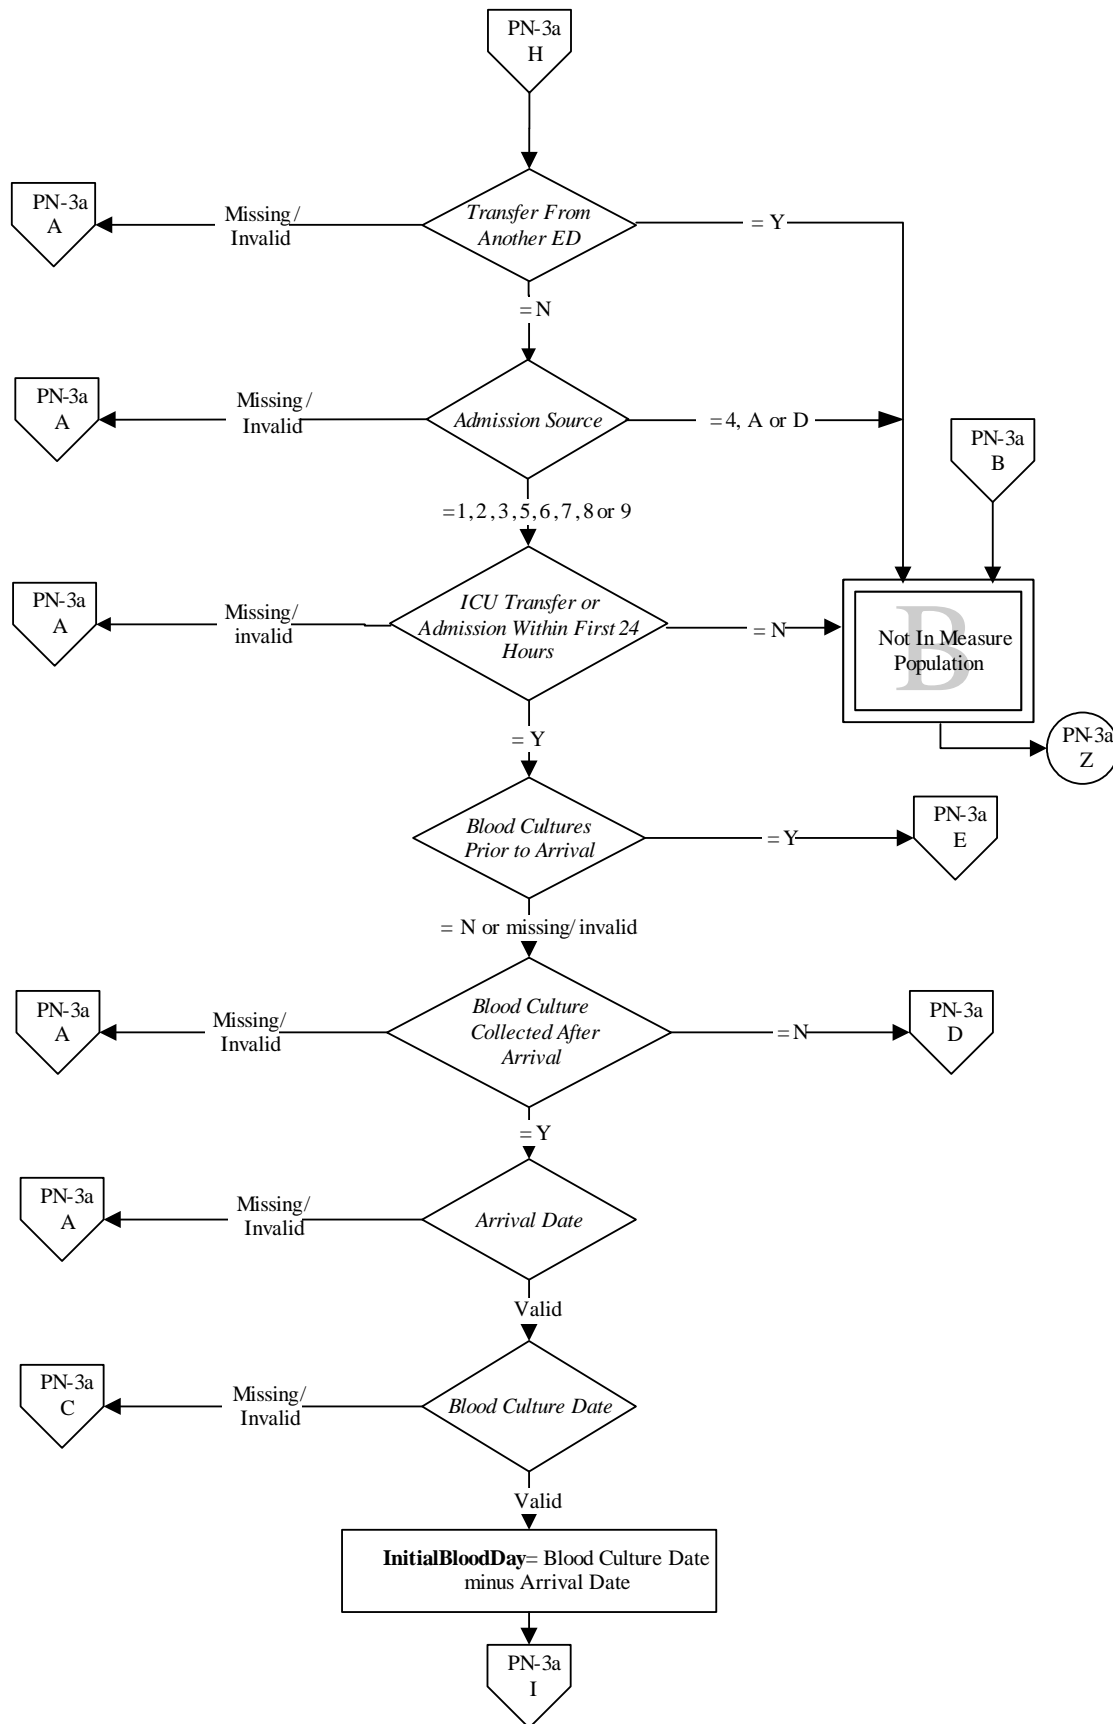 PN-3a
H
PN-3a
A
Missing/
Invalid
Transfer From
Another ED
= Y
= N
PN-3a
A
Missing/
Invalid
Admission Source
=4, A or D
PN-3a
B
=1,2,3,5,6,7,8 or 9
PN-3a
A
Missing/
invalid
ICU Transfer or
Admission Within First 24
Hours
= N
B
Not In Measure
Population
PN-3a
Z
= Y
Blood Cultures
Prior to Arrival
= Y
PN-3a
E
= N or missing/ invalid
PN-3a
A
Missing/
Invalid
Blood Culture
Collected After
Arrival
= N
PN-3a
D
= Y
PN-3a
A
Missing/
Invalid
Arrival Date
Valid
PN-3a
C
Missing/
Invalid
Blood Culture Date
Valid
InitialBloodDay= Blood Culture Date
minus Arrival Date
PN-3a
I